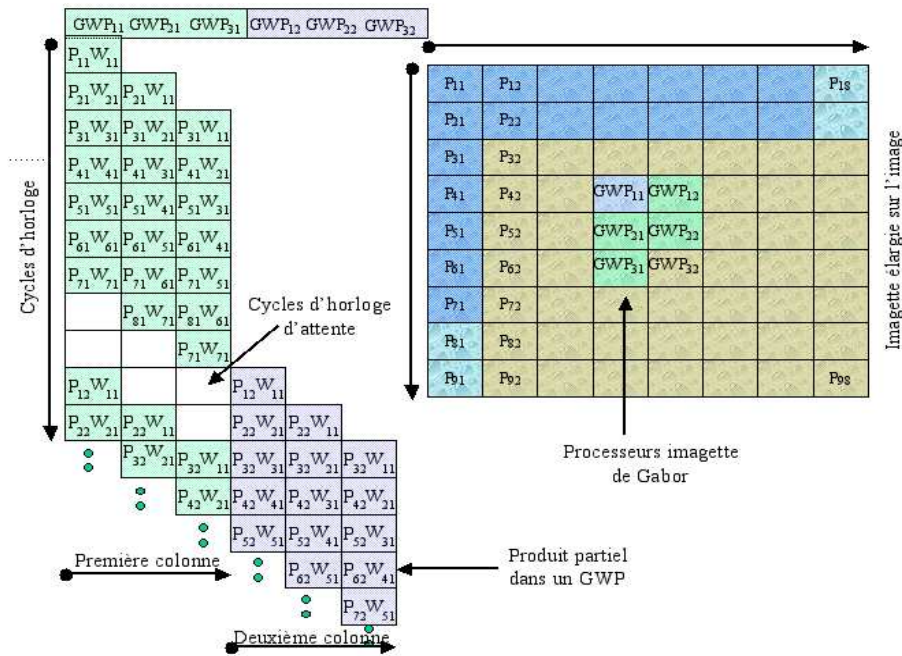 GWP11 GWP21 GWP31 GWP12 GWP22 GWP32
P11W11
P21W21 P21W11
P31W31 P31W21 P31W11
P41W41 P41W31 P41W21
P51W51 P51W41 P51W31
P61W61 P61W51 P61W41
P71W71 P71W61 P71W51
P81W71 P81W61
P71W71
P12W11 P12W11
P22W21 P22W11 P22W21 P22W11
P32W21 P32W11 P32W31 P32W21 P32W11
P42W21 P42W41 P42W31 P42W21
P52W51 P52W41 P52W31
P62W51 P62W41
P72W51
Cycles d'horloge
Cycles d'horloge
d'attente
Première colonne
Deuxième colonne
Produit partiel
dans un GWP
P11 P12 P18
P21 P22
P31 P32
P41 P42 GWP11 GWP12
P51 P52 GWP21 GWP22
P61 P62 GWP31 GWP32
P71 P72
P81 P82
P91 P92 P98
Imagette élargie sur l'image
Processeurs imagette
de Gabor